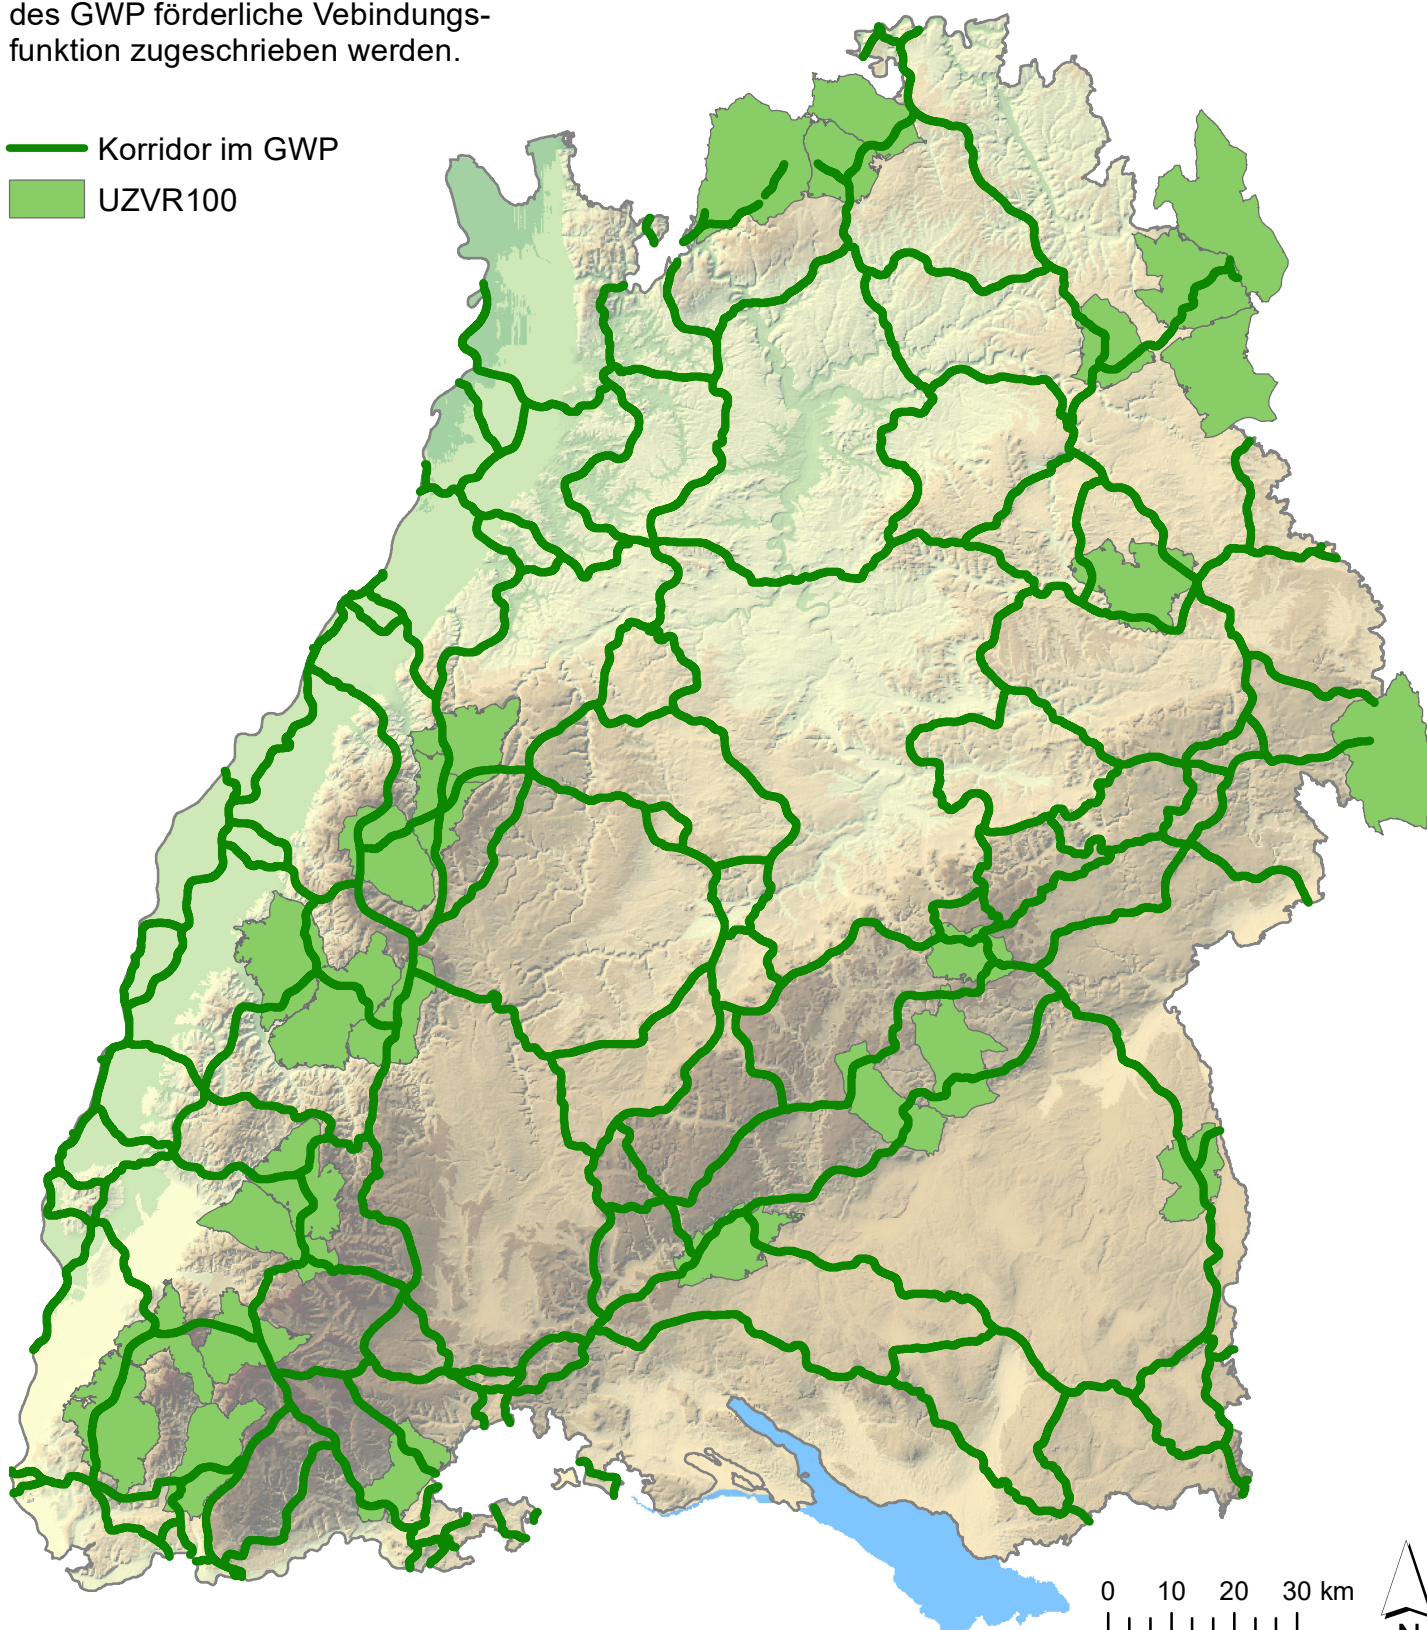 des GWP förderliche Vebindungs-
funktion zugeschrieben werden.
Korridor im GWP
UZVR100
0 10 20 30 km
N